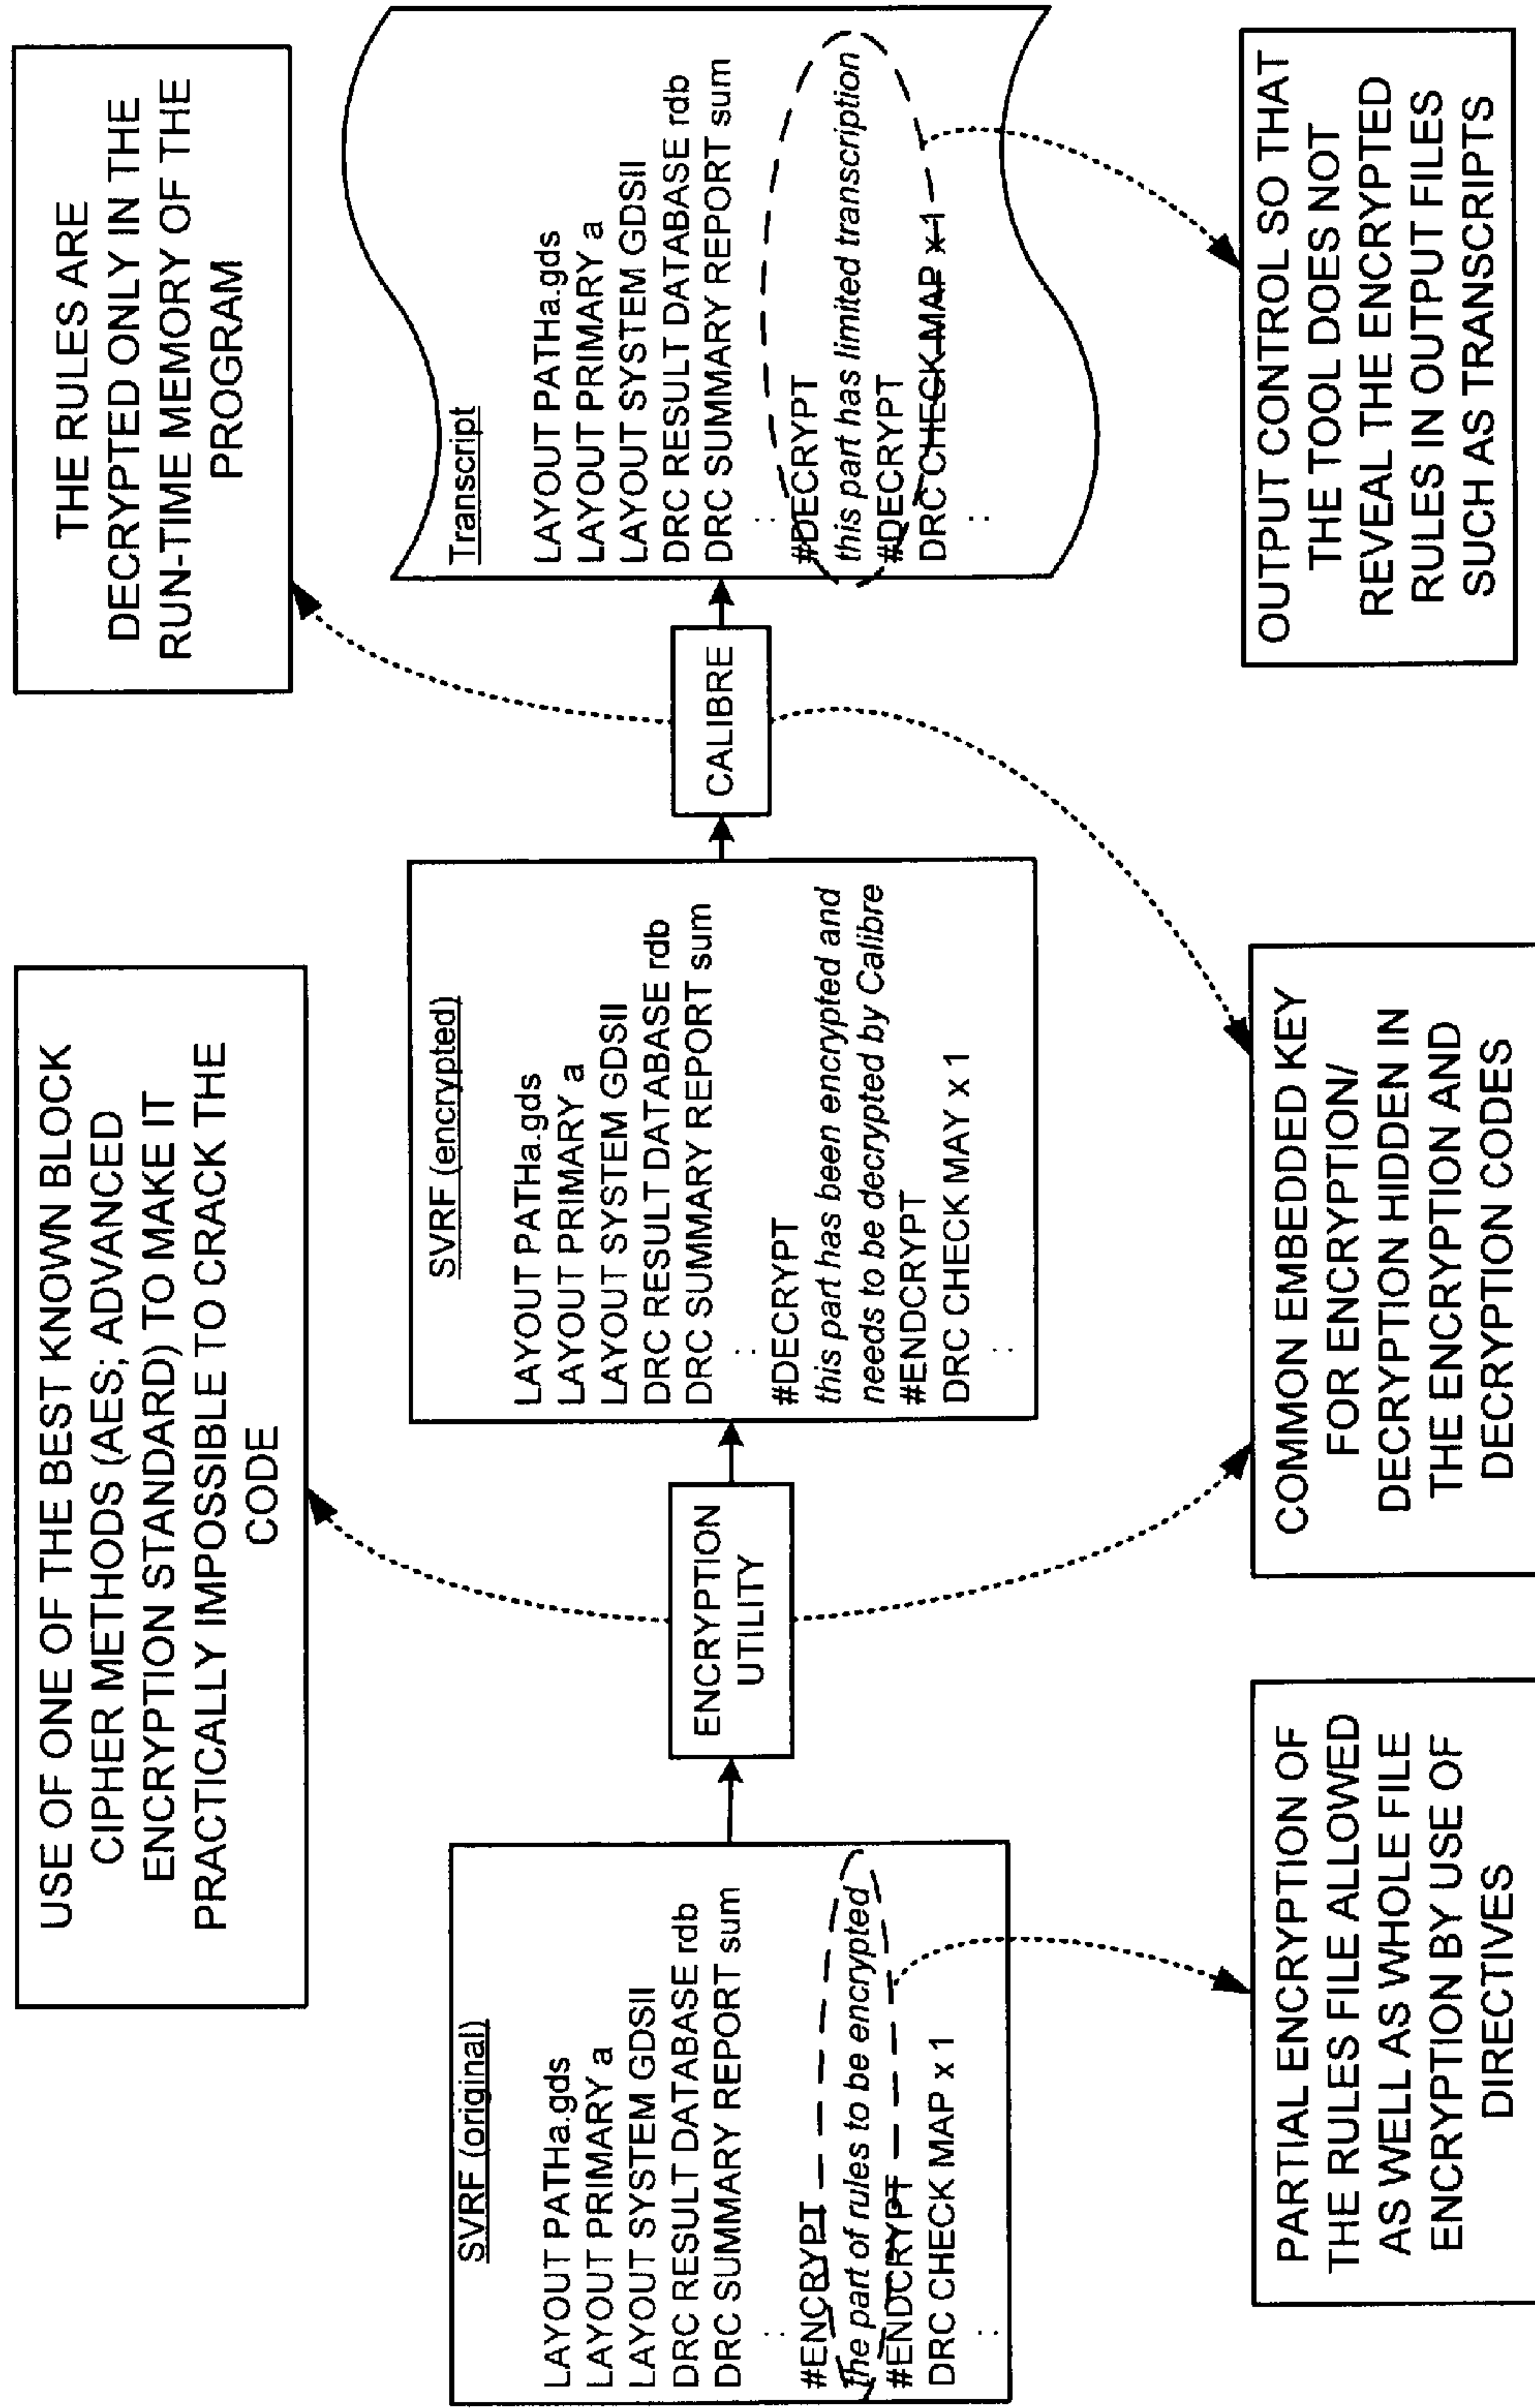 USE OF ONE OF THE BEST KNOWN BLOCK
CIPHER METHODS (AES; ADVANCED
ENCRYPTION STANDARD) TO MAKE IT
PRACTICALLY IMPOSSIBLE TO CRACK THE
CODE
THE RULES ARE
DECRYPTED ONLY IN THE
RUN-TIME MEMORY OF THE
PROGRAM
SVRF (original)
LAYOUT PATHa.gds
LAYOUT PRIMARY a
LAYOUT SYSTEM GDSII
DRC RESULT DATABASE rdb
DRC SUMMARY REPORT sum
:
#ENCRYPT
the part of rules to be encrypted
#ENDCRYPT
DRC CHECK MAP x 1
:
ENCRYPTION
UTILITY
SVRF (encrypted)
LAYOUT PATHa.gds
LAYOUT PRIMARY a
LAYOUT SYSTEM GDSII
DRC RESULT DATABASE rdb
DRC SUMMARY REPORT sum
:
#DECRYPT
this part has been encrypted and
needs to be decrypted by Calibre
#ENDCRYPT
DRC CHECK MAY x 1
:
CALIBRE
Transcript
LAYOUT PATHa.gds
LAYOUT PRIMARY a
LAYOUT SYSTEM GDSII
DRC RESULT DATABASE rdb
DRC SUMMARY REPORT sum
:
#DECRYPT
this part has limited transcription
#DECRYPT
DRC CHECK MAP x 1
:
PARTIAL ENCRYPTION OF
THE RULES FILE ALLOWED
AS WELL AS WHOLE FILE
ENCRYPTION BY USE OF
DIRECTIVES
COMMON EMBEDDED KEY
FOR ENCRYPTION/
DECRYPTION HIDDEN IN
THE ENCRYPTION AND
DECRYPTION CODES
OUTPUT CONTROL SO THAT
THE TOOL DOES NOT
REVEAL THE ENCRYPTED
RULES IN OUTPUT FILES
SUCH AS TRANSCRIPTS